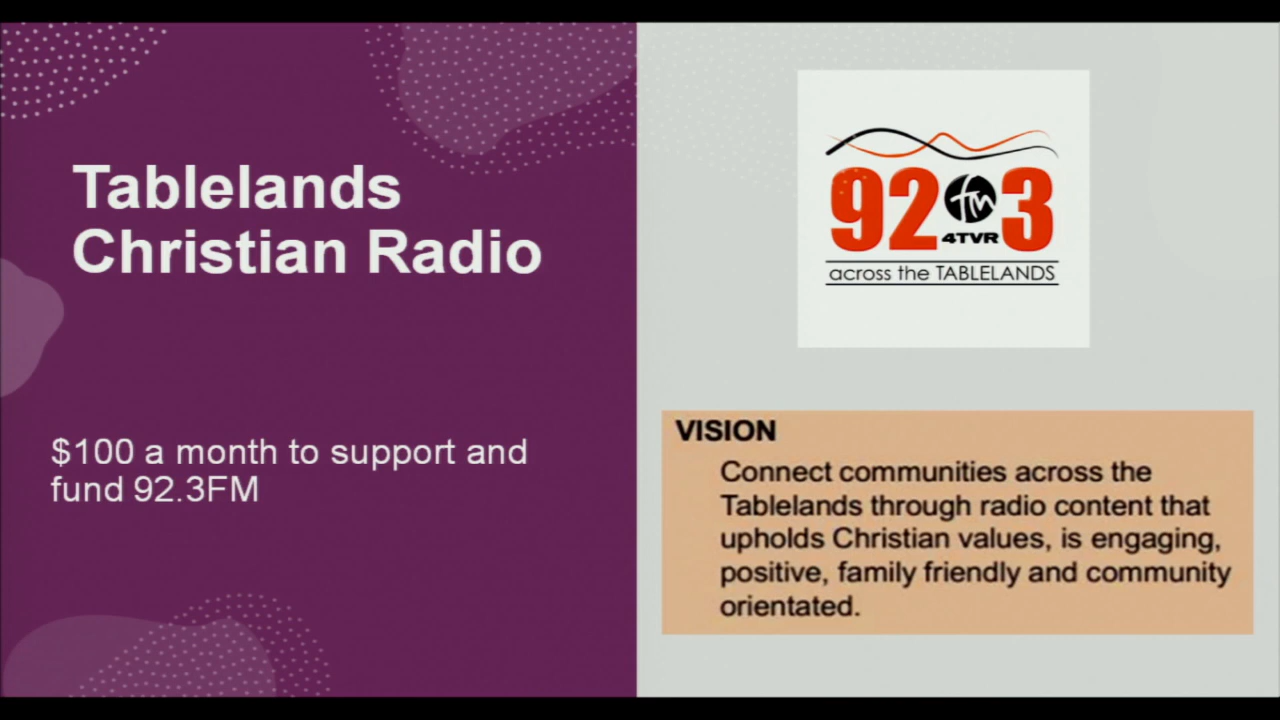 Tablelands
Christian Radio
$100 a month to support and
fund 92.3FM
92 fm 3
4TVR
across the TABLELANDS
VISION
Connect communities across the
Tablelands through radio content that
upholds Christian values, is engaging,
positive, family friendly and community
orientated.